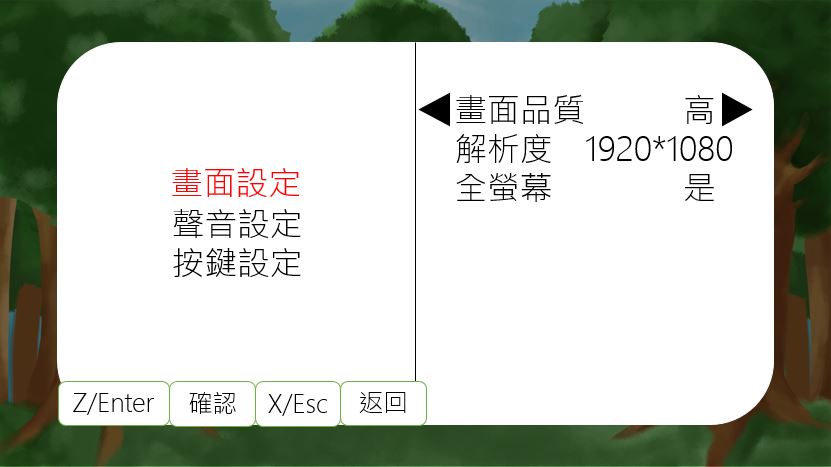 畫面設定
聲音設定
按鍵設定
畫面品質 高
解析度 1920*1080
全螢幕 是
Z/Enter 確認 X/Esc 返回